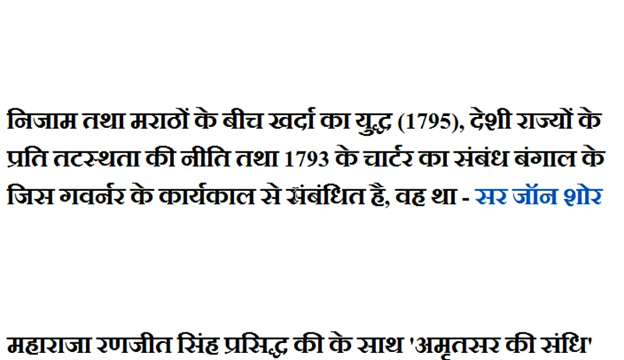 निजाम तथा मराठों के बीच खर्दा का युद्ध (1795), देशी राज्यों के
प्रति तटस्थता की नीति तथा 1793 के चार्टर का संबंध बंगाल के
जिस गवर्नर के कार्यकाल से संबंधित है, वह था - सर जॉन शोर
महाराजा रणजीत सिंह प्रसिद्ध की के साथ 'अमृतसर की संधि'